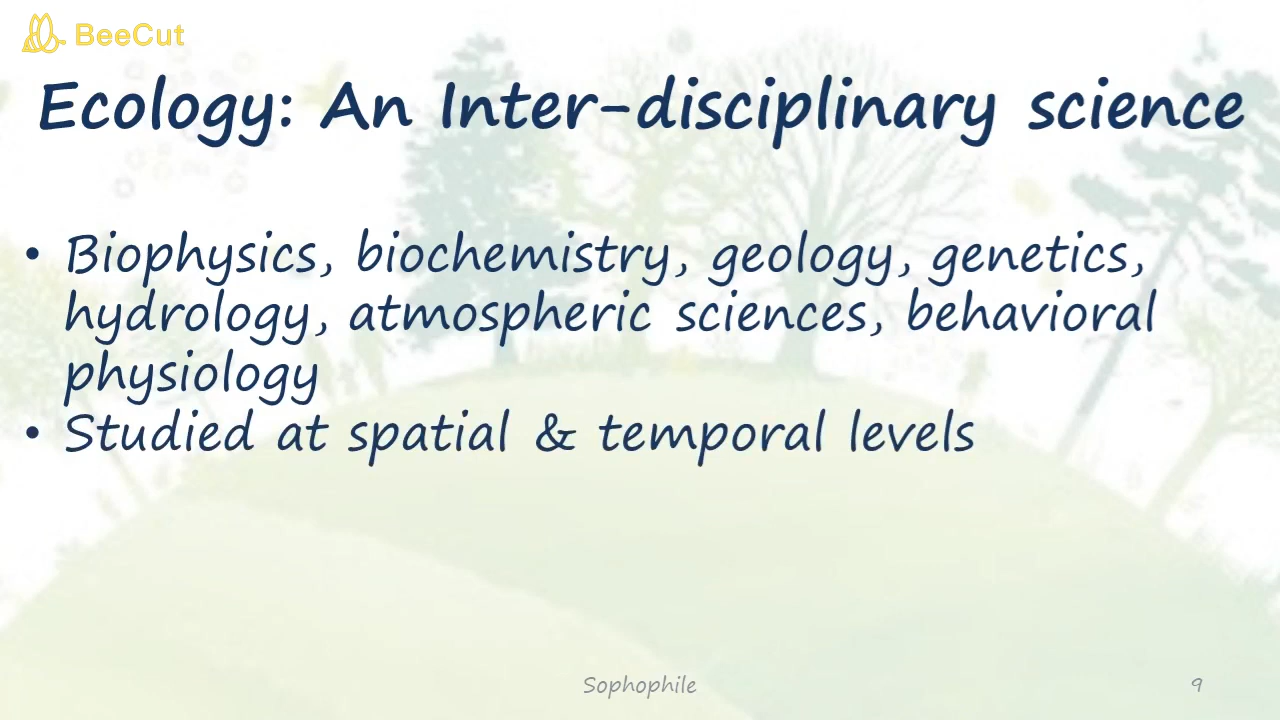 BeeCut
Ecology: An Inter-disciplinary science
• Biophysics, biochemistry, geology, genetics,
hydrology, atmospheric sciences, behavioral
physiology
• Studied at spatial & temporal levels
Sophophile
9